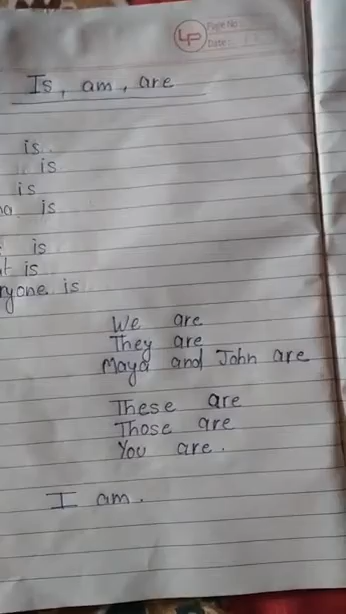 LP
Page No.:
Date:
Is, am, are
is.
is
is
is
is
is
is
We are
They are
Maya and John are
These are
Those are
You are.
I am.